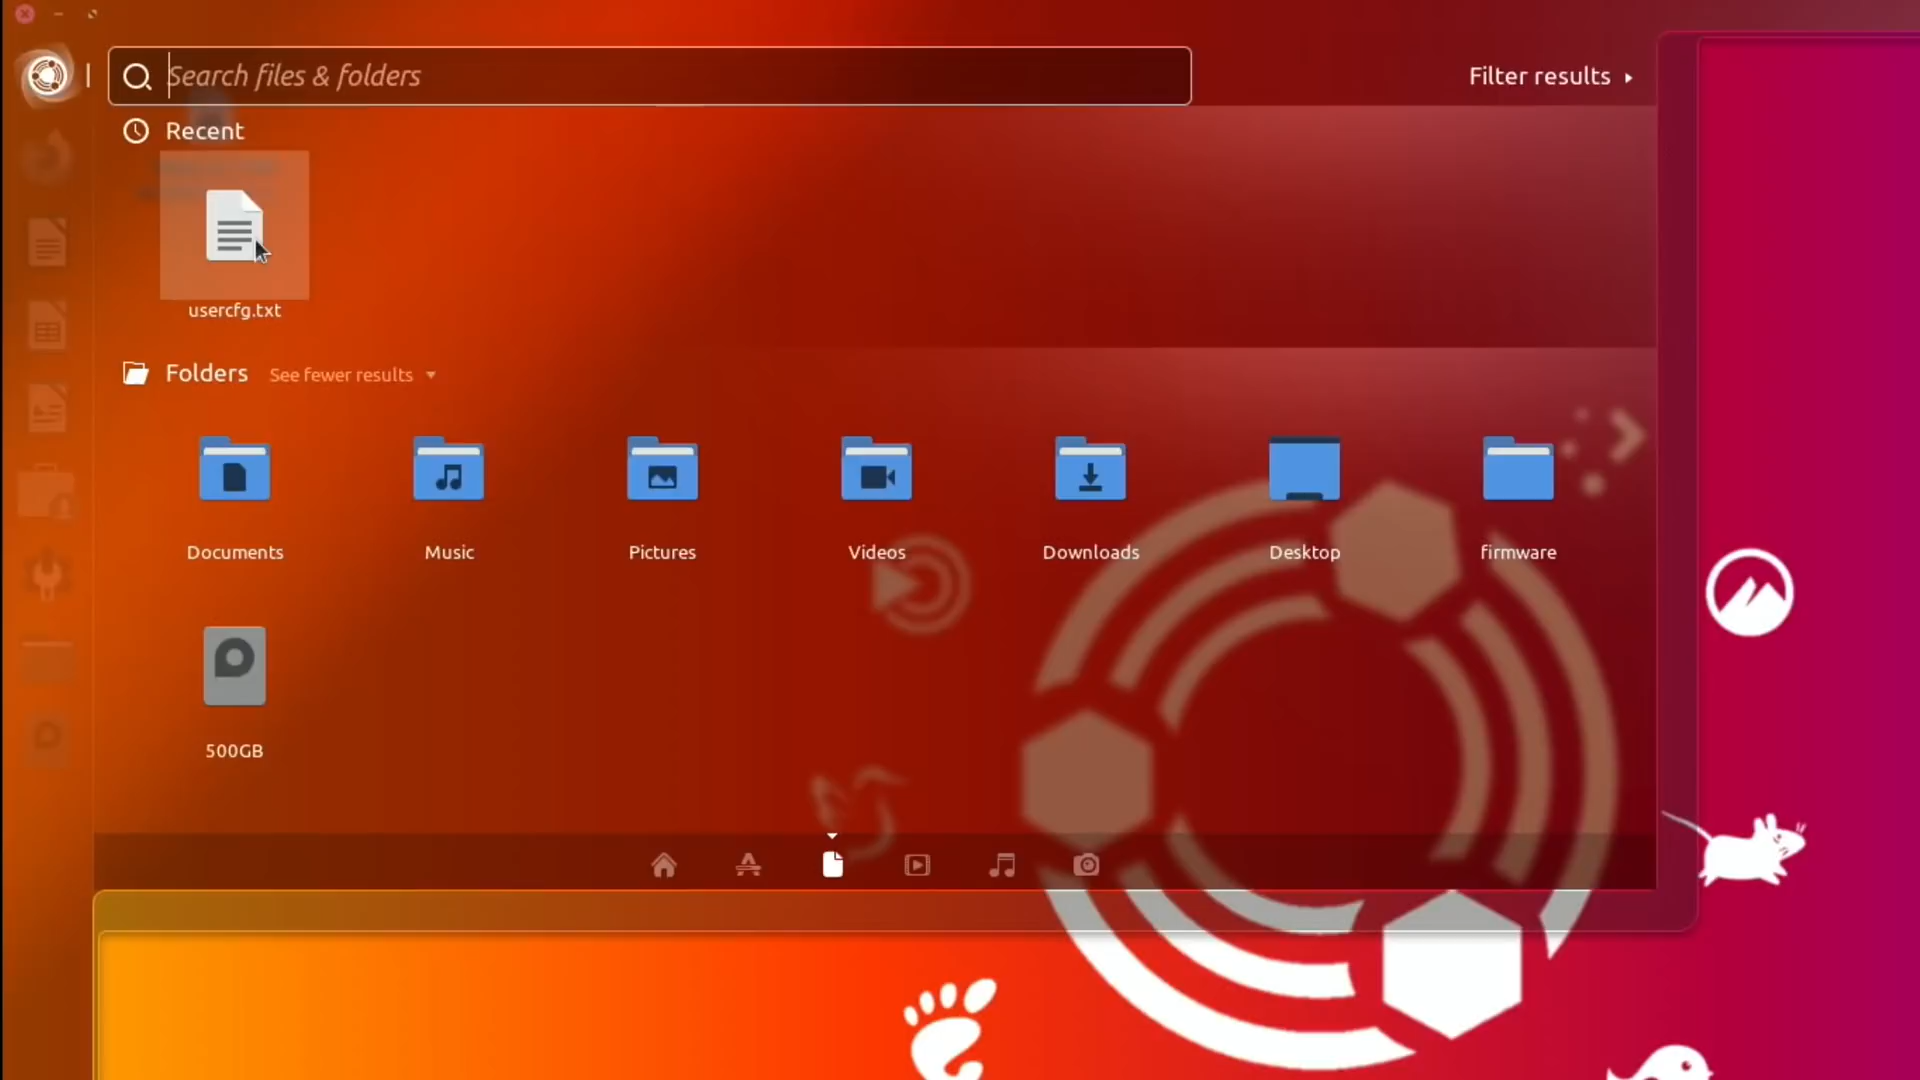 Search files & folders
Filter results
Recent
usercfg.txt
Folders See fewer results
Documents
Music
Pictures
Videos
Downloads
Desktop
firmware
500GB